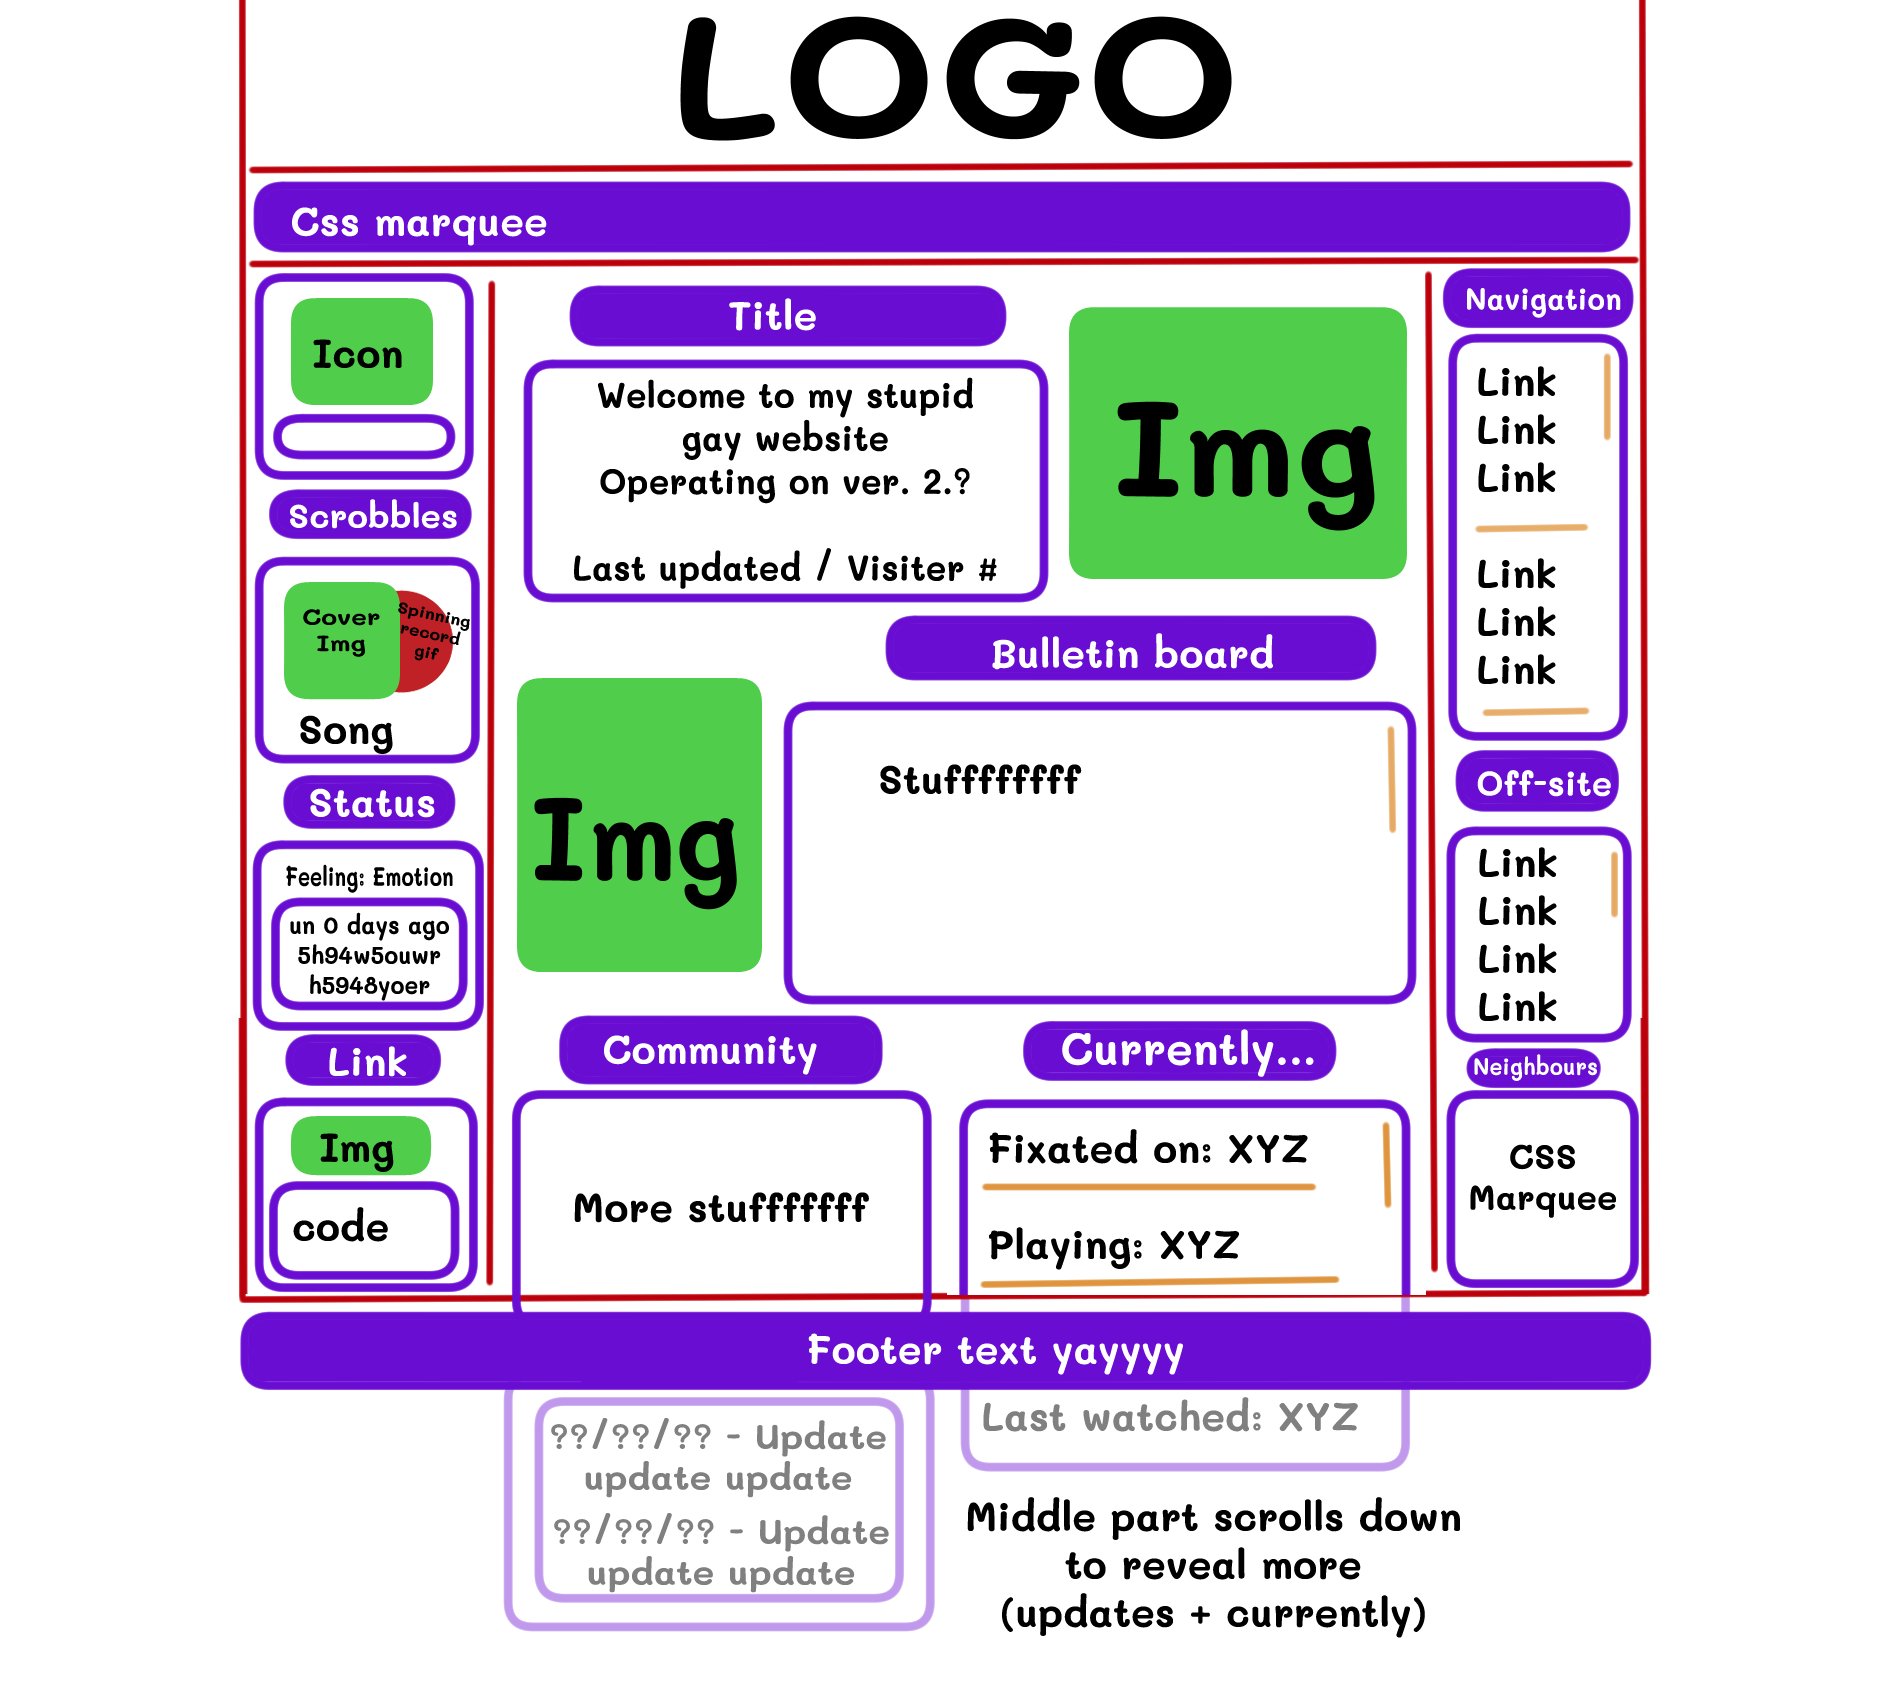 LOGO
Css marquee
Icon
Scrobbles
Cover
Img
Spinning
record
gif
Song
Status
Feeling: Emotion
un 0 days ago
5h94w5ouwr
h5948yoer
Link
Img
code
Title
Welcome to my stupid
gay website
Operating on ver. 2.?
Last updated / Visiter #
Img
Bulletin board
Img
Stuffffffff
Community
More stufffffff
Currently...
Fixated on: XYZ
Playing: XYZ
Navigation
Link
Link
Link
Link
Link
Link
Off-site
Link
Link
Link
Link
Neighbours
CSS
Marquee
Footer text yayyyy
??/??/?? - Update
update update
??/??/?? - Update
update update
Last watched: XYZ
Middle part scrolls down
to reveal more
(updates + currently)